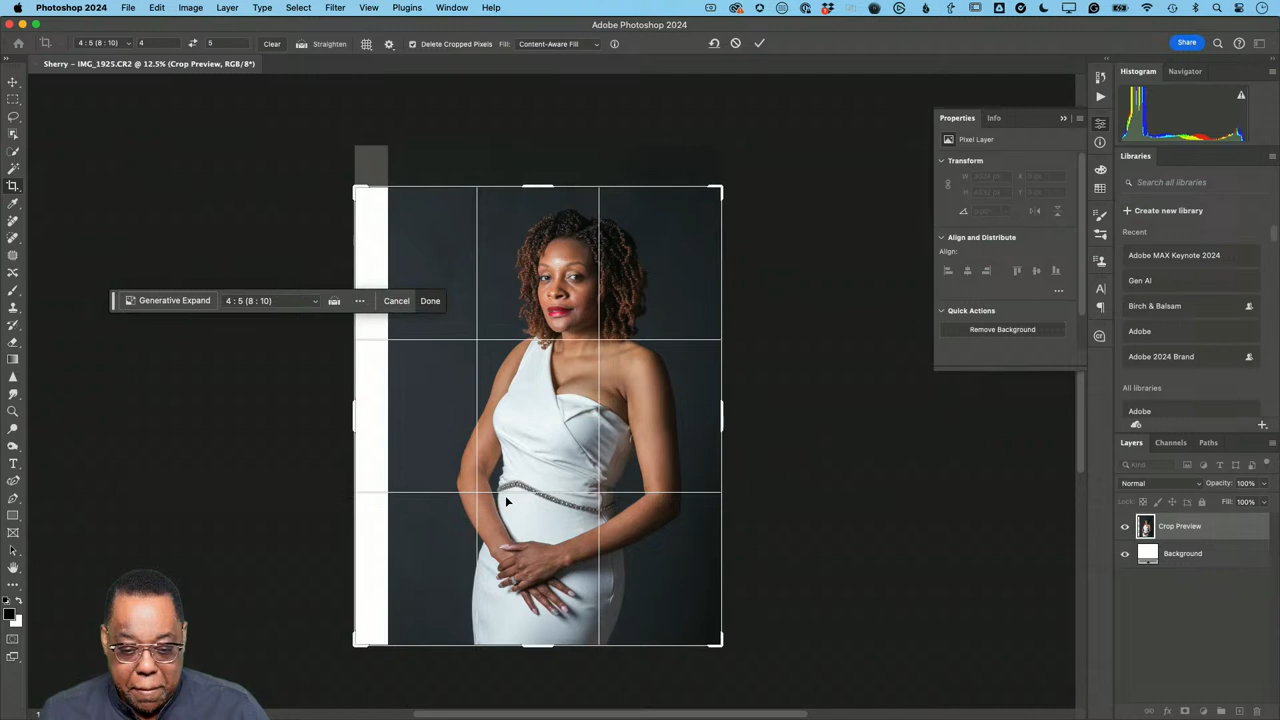 Photoshop 2024 File Edit Image Layer Type Select Filter View Plugins Window Help
Adobe Photoshop 2024
4 : 5 (8 : 10) 4 5 Clear Straighten Delete Cropped Pixels Fill: Content-Aware Fill Share
Sherry – IMG_1925.CR2 @ 12.5% (Crop Preview, RGB/8*)
Histogram Navigator
Properties Info
Pixel Layer
Transform
W X
H Y
Align and Distribute
Align:
Quick Actions
Remove Background
Libraries
Search all libraries
Create new library
Recent
Adobe MAX Keynote 2024
Gen AI
Birch & Balsam
Adobe
Adobe 2024 Brand
All libraries
Adobe
Generative Expand 4 : 5 (8 : 10) Cancel Done
Layers Channels Paths
Kind
Normal Opacity: 100%
Lock: Fill: 100%
Crop Preview
Background